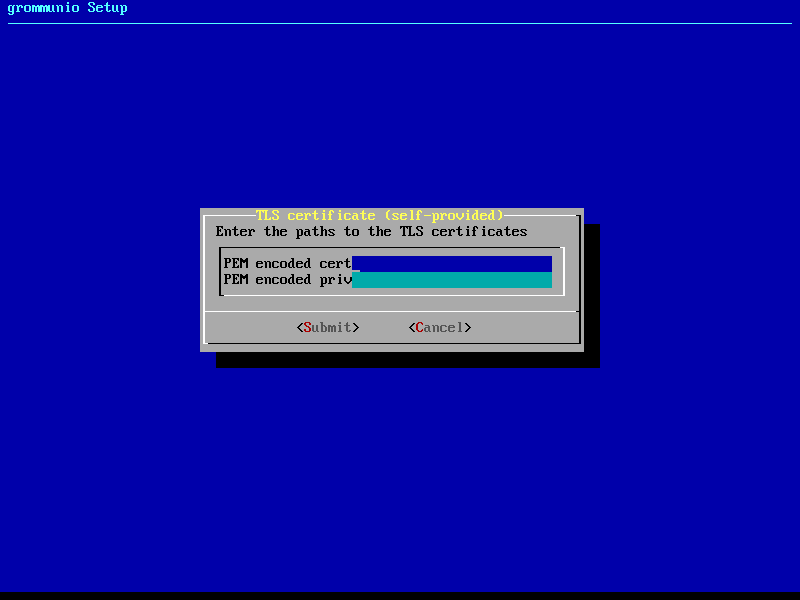 grommunio Setup
TLS certificate (self-provided)
Enter the paths to the TLS certificates
PEM encoded cert
PEM encoded priv
<Submit> <Cancel>